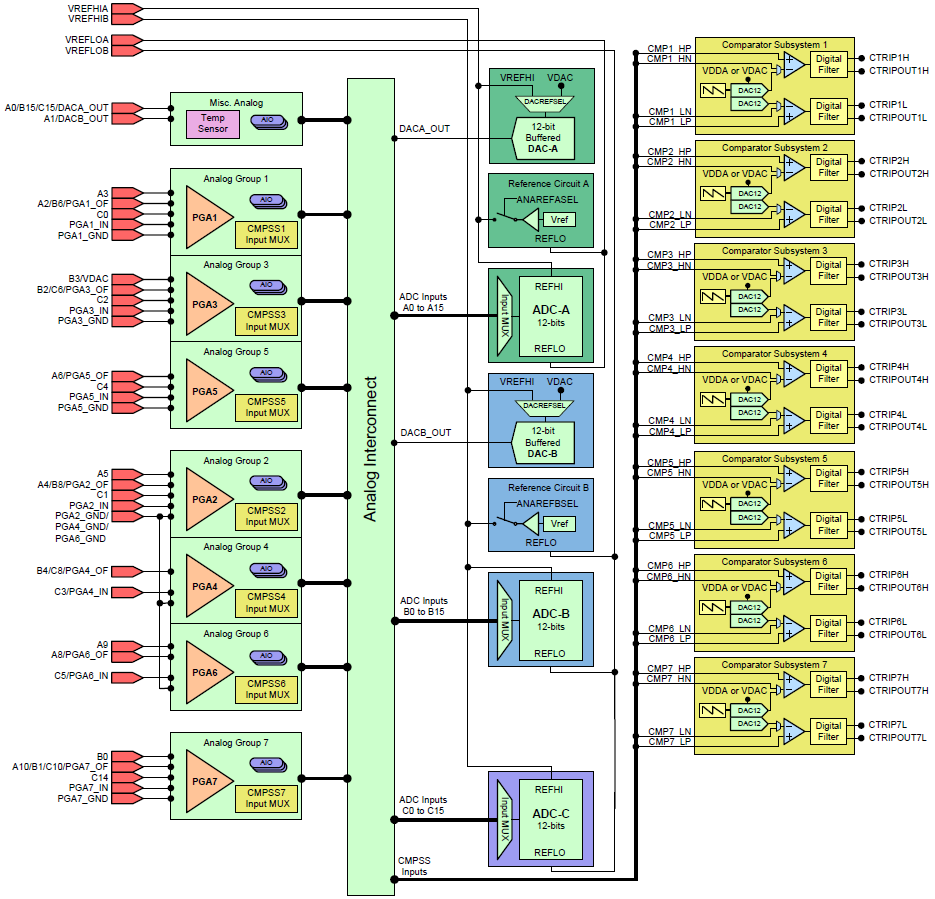 VREFHIA
VREFHIB
VREFLOA
VREFLOB
A0/B15/C15/DACA_OUT
A1/DACB_OUT
Misc. Analog
Temp
Sensor
AIO
A3
A2/B6/PGA1_OF
C0
PGA1_IN
PGA1_GND
Analog Group 1
PGA1
AIO
CMPSS1
Input MUX
B3/VDAC
B2/C6/PGA3_OF
C2
PGA3_IN
PGA3_GND
Analog Group 3
PGA3
AIO
CMPSS3
Input MUX
A6/PGA5_OF
C4
PGA5_IN
PGA5_GND
Analog Group 5
PGA5
AIO
CMPSS5
Input MUX
A5
A4/B8/PGA2_OF
C1
PGA2_IN
PGA2_GND/
PGA4_GND/
PGA6_GND
Analog Group 2
PGA2
AIO
CMPSS2
Input MUX
B4/C8/PGA4_OF
C3/PGA4_IN
Analog Group 4
PGA4
AIO
CMPSS4
Input MUX
A9
A8/PGA6_OF
C5/PGA6_IN
Analog Group 6
PGA6
AIO
CMPSS6
Input MUX
B0
A10/B1/C10/PGA7_OF
C14
PGA7_IN
PGA7_GND
Analog Group 7
PGA7
AIO
CMPSS7
Input MUX
Analog Interconnect
DACA_OUT
VREFHI VDAC
DACREFSEL
12-bit
Buffered
DAC-A
Reference Circuit A
ANAREFASEL
Vref
REFLO
ADC Inputs
A0 to A15
Input MUX
REFHI
ADC-A
12-bits
REFLO
DACB_OUT
VREFHI VDAC
DACREFSEL
12-bit
Buffered
DAC-B
Reference Circuit B
ANAREFBSEL
Vref
REFLO
ADC Inputs
B0 to B15
Input MUX
REFHI
ADC-B
12-bits
REFLO
ADC Inputs
C0 to C15
Input MUX
REFHI
ADC-C
12-bits
REFLO
CMPSS
Inputs
CMP1_HP
CMP1_HN
CMP1_LN
CMP1_LP
Comparator Subsystem 1
VDDA or VDAC
DAC12
DAC12
+
−
−
+
Digital
Filter
Digital
Filter
CTRIP1H
CTRIPOUT1H
CTRIP1L
CTRIPOUT1L
CMP2_HP
CMP2_HN
CMP2_LN
CMP2_LP
Comparator Subsystem 2
VDDA or VDAC
DAC12
DAC12
+
−
−
+
Digital
Filter
Digital
Filter
CTRIP2H
CTRIPOUT2H
CTRIP2L
CTRIPOUT2L
CMP3_HP
CMP3_HN
CMP3_LN
CMP3_LP
Comparator Subsystem 3
VDDA or VDAC
DAC12
DAC12
+
−
−
+
Digital
Filter
Digital
Filter
CTRIP3H
CTRIPOUT3H
CTRIP3L
CTRIPOUT3L
CMP4_HP
CMP4_HN
CMP4_LN
CMP4_LP
Comparator Subsystem 4
VDDA or VDAC
DAC12
DAC12
+
−
−
+
Digital
Filter
Digital
Filter
CTRIP4H
CTRIPOUT4H
CTRIP4L
CTRIPOUT4L
CMP5_HP
CMP5_HN
CMP5_LN
CMP5_LP
Comparator Subsystem 5
VDDA or VDAC
DAC12
DAC12
+
−
−
+
Digital
Filter
Digital
Filter
CTRIP5H
CTRIPOUT5H
CTRIP5L
CTRIPOUT5L
CMP6_HP
CMP6_HN
CMP6_LN
CMP6_LP
Comparator Subsystem 6
VDDA or VDAC
DAC12
DAC12
+
−
−
+
Digital
Filter
Digital
Filter
CTRIP6H
CTRIPOUT6H
CTRIP6L
CTRIPOUT6L
CMP7_HP
CMP7_HN
CMP7_LN
CMP7_LP
Comparator Subsystem 7
VDDA or VDAC
DAC12
DAC12
+
−
−
+
Digital
Filter
Digital
Filter
CTRIP7H
CTRIPOUT7H
CTRIP7L
CTRIPOUT7L